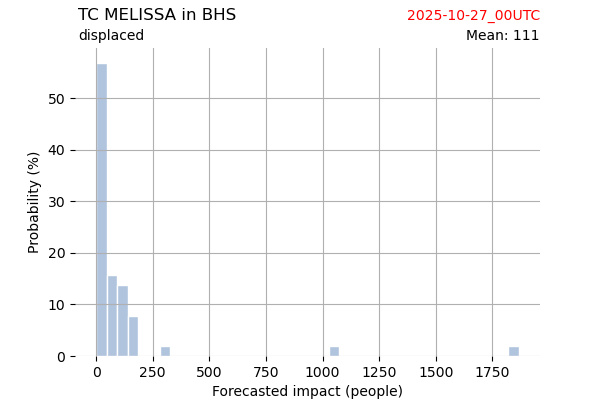 TC MELISSA in BHS
2025-10-27_00UTC
displaced
Mean: 111
Probability (%)
50
40
30
20
10
0
0 250 500 750 1000 1250 1500 1750
Forecasted impact (people)